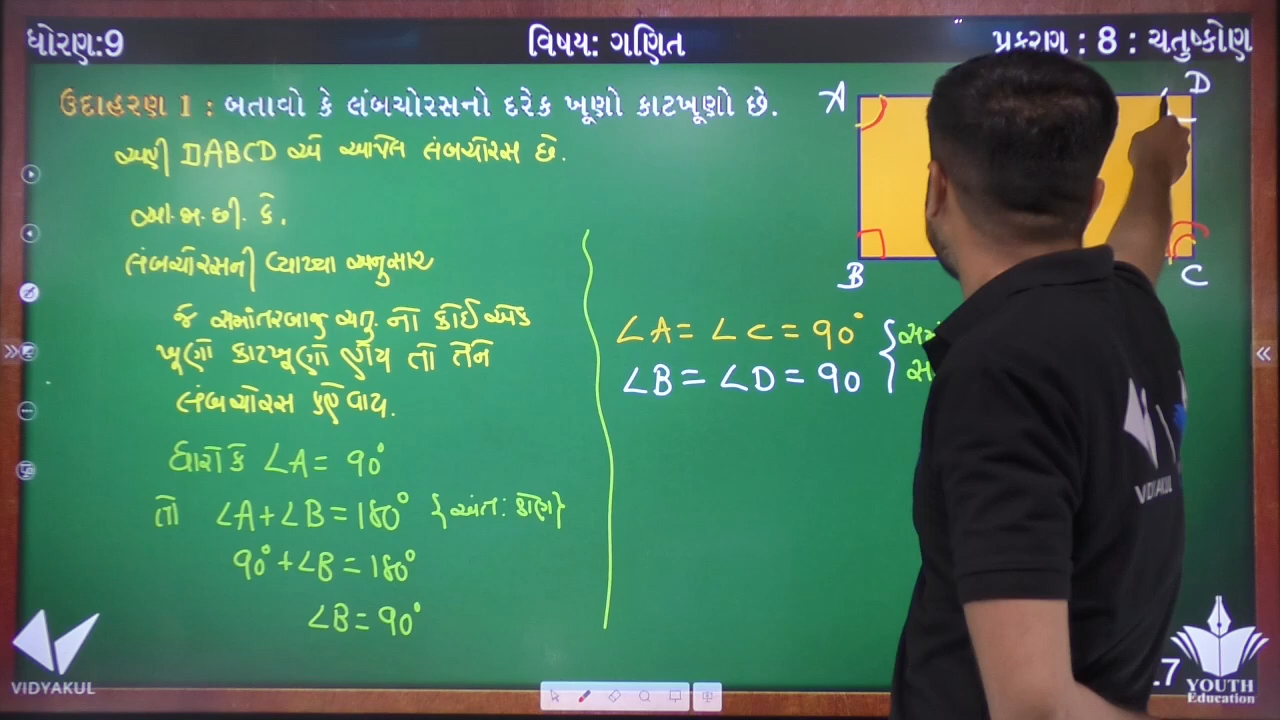 ધોરણ:9
વિષય: ગણિત
પ્રકરણ : 8 : ચતુષ્કોણ
ઉદાહરણ 1 : બતાવો કે લંબચોરસનો દરેક ખૂણો કાટખૂણો છે.
અહી □ABCD એ આપેલ લંબચોરસ છે.
કે.
લંબચોરસની વ્યાખ્યા અનુસાર
જે સમાંતરબાજુ ચતુ. નો કોઈ એક
ખૂણો કાટખૂણો હોય તો તેને
લંબચોરસ કહેવાય.
ધારો કે ∠A = 90°
તો ∠A+∠B = 180° {અંત: કોણ}
90°+∠B = 180°
∠B = 90°
A
D
B
C
∠A = ∠C = 90° {
∠B = ∠D = 90
VIDYAKUL
VIDYAKUL
7
YOUTH
Education